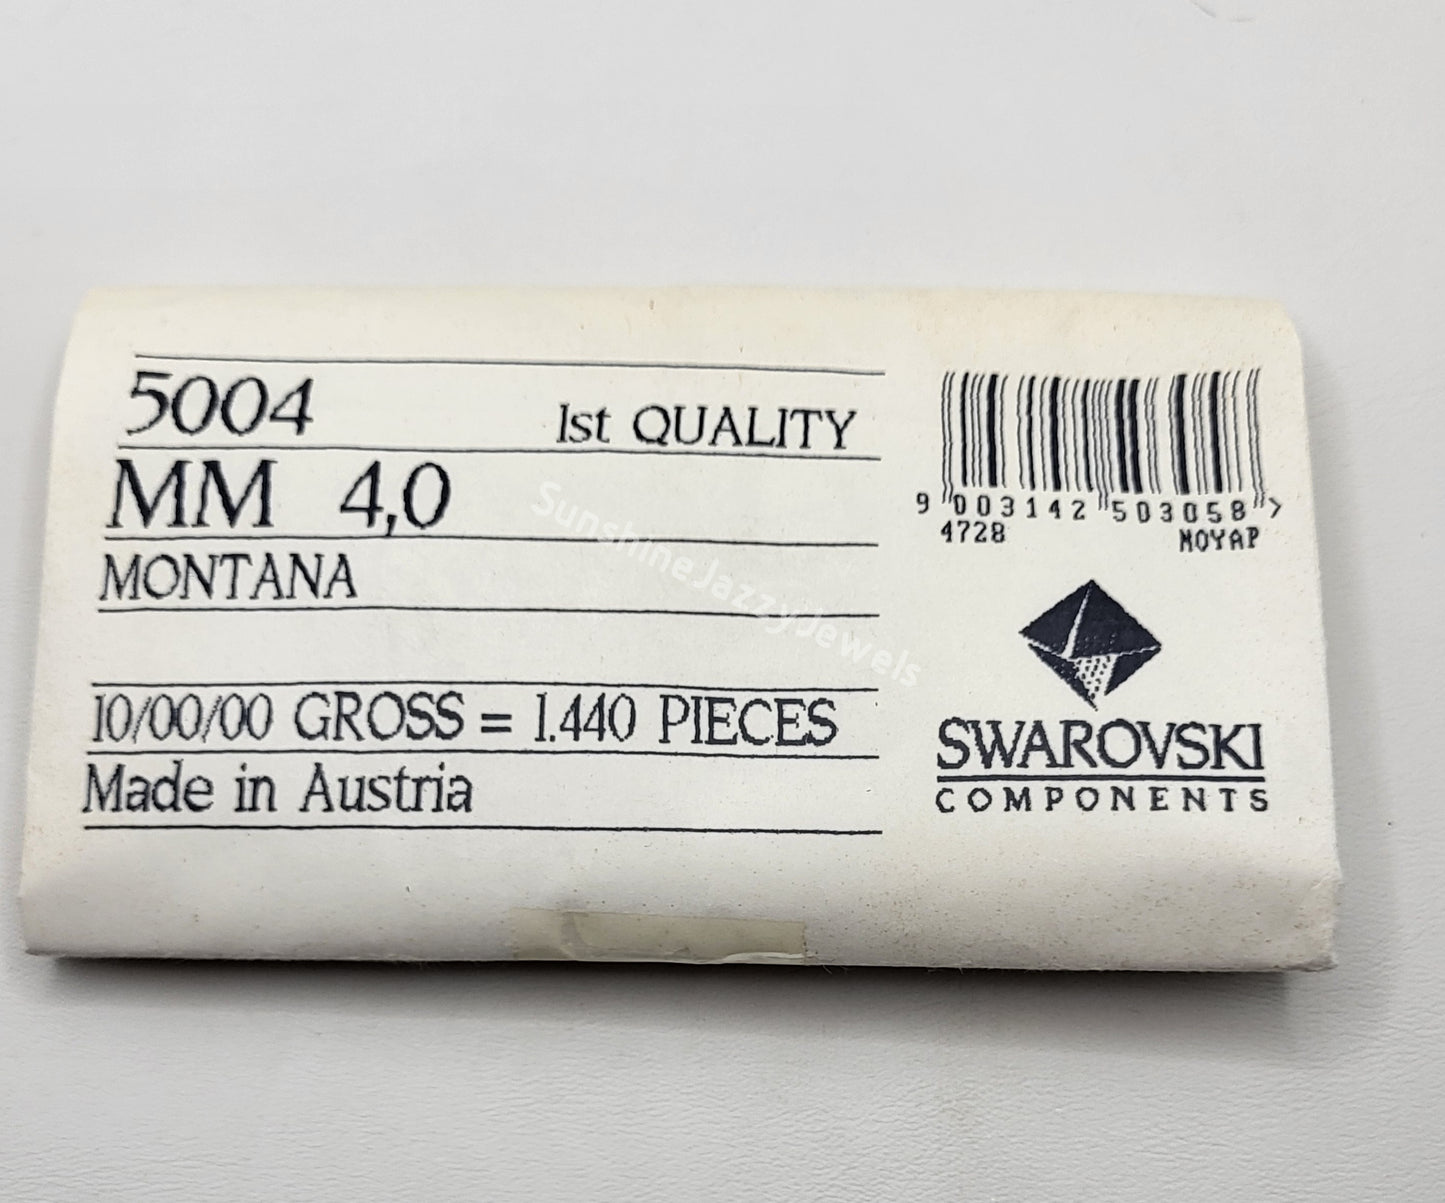 5004 1st QUALITY
MM 4,0
MONTANA
10/00/00 GROSS = 1.440 PIECES
Made in Austria
9 003142 503058 >
4728 MOYAP
SWAROVSKI
COMPONENTS
SunshineJazzyJewels